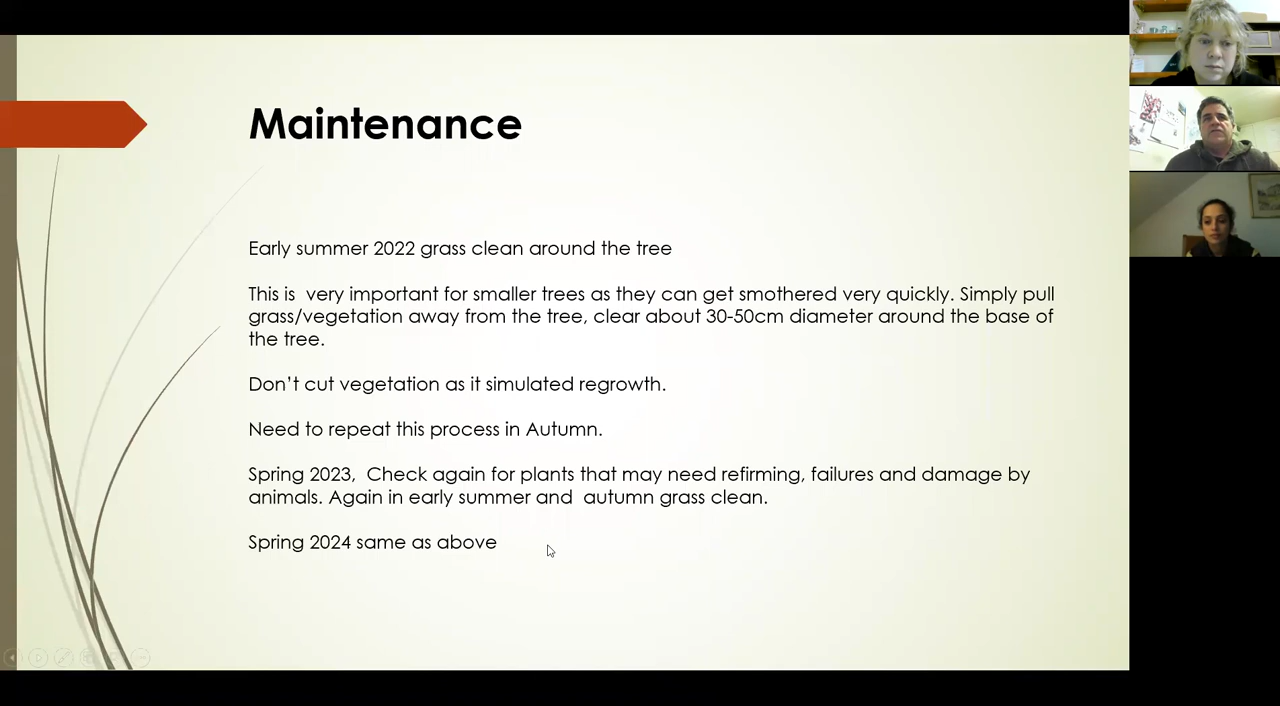 Maintenance
Early summer 2022 grass clean around the tree
This is  very important for smaller trees as they can get smothered very quickly. Simply pull
grass/vegetation away from the tree, clear about 30-50cm diameter around the base of
the tree.
Don’t cut vegetation as it simulated regrowth.
Need to repeat this process in Autumn.
Spring 2023,  Check again for plants that may need refirming, failures and damage by
animals. Again in early summer and  autumn grass clean.
Spring 2024 same as above